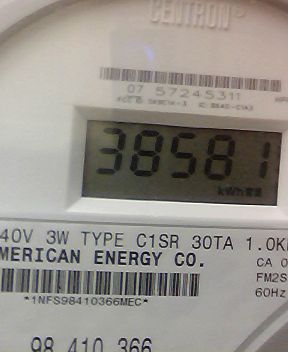 CENTRON
07 57245311
38581
kWh
40V 3W TYPE C1SR 30TA 1.0K
MERICAN ENERGY CO.
CA 0
FM2S
60Hz
*1NFS98410366MEC*
98 410 366